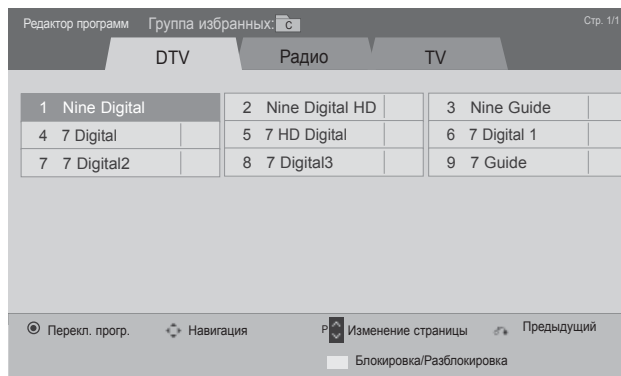 Редактор программ Группа избранных: C Стр. 1/1
DTV Радио TV
1 Nine Digital 2 Nine Digital HD 3 Nine Guide
4 7 Digital 5 7 HD Digital 6 7 Digital 1
7 7 Digital2 8 7 Digital3 9 7 Guide
Перекл. прогр. Навигация P Изменение страницы Предыдущий
Блокировка/Разблокировка